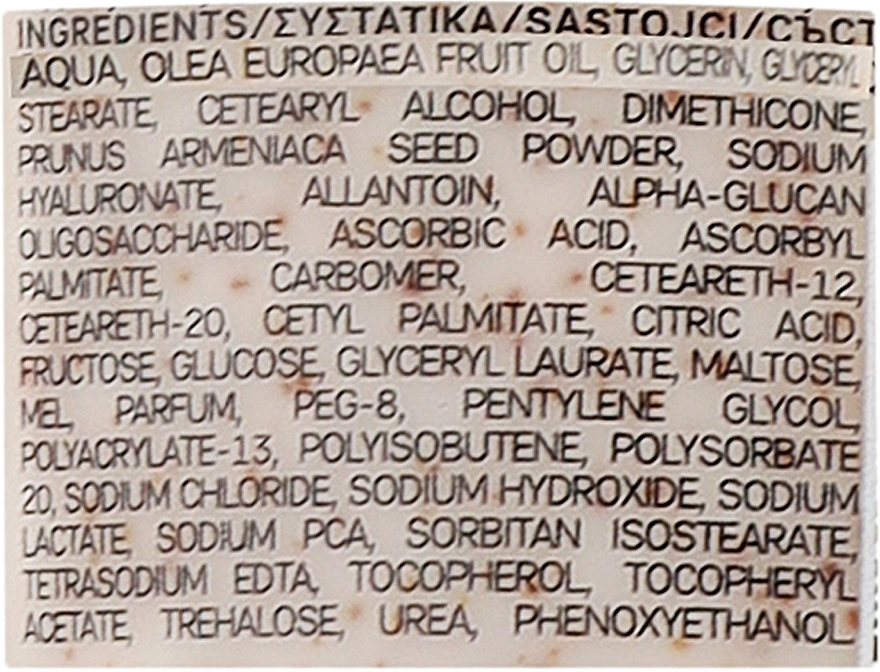 INGREDIENTS/ΣΥΣΤΑΤΙΚΑ/SASTOJCI/СЪСТ
AQUA, OLEA EUROPAEA FRUIT OIL, GLYCERIN, GLYCERYL
STEARATE, CETEARYL ALCOHOL, DIMETHICONE,
PRUNUS ARMENIACA SEED POWDER, SODIUM
HYALURONATE, ALLANTOIN, ALPHA-GLUCAN
OLIGOSACCHARIDE, ASCORBIC ACID, ASCORBYL
PALMITATE, CARBOMER, CETEARETH-12,
CETEARETH-20, CETYL PALMITATE, CITRIC ACID,
FRUCTOSE, GLUCOSE, GLYCERYL LAURATE, MALTOSE,
MEL, PARFUM, PEG-8, PENTYLENE GLYCOL,
POLYACRYLATE-13, POLYISOBUTENE, POLYSORBATE
20, SODIUM CHLORIDE, SODIUM HYDROXIDE, SODIUM
LACTATE, SODIUM PCA, SORBITAN ISOSTEARATE,
TETRASODIUM EDTA, TOCOPHEROL, TOCOPHERYL
ACETATE, TREHALOSE, UREA, PHENOXYETHANOL